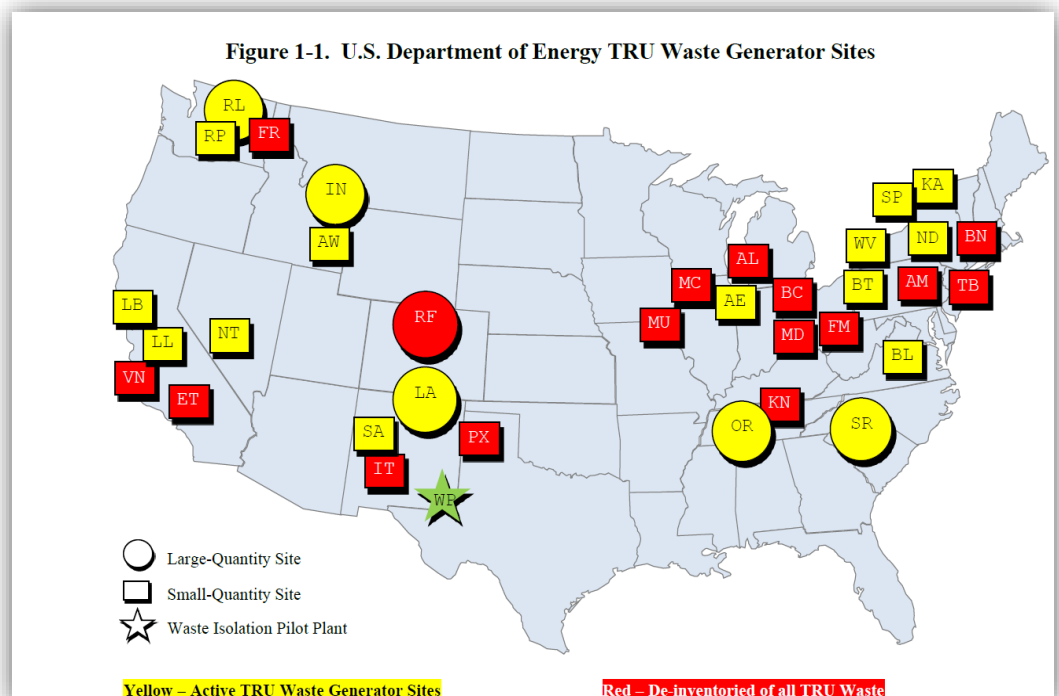 Figure 1-1. U.S. Department of Energy TRU Waste Generator Sites
RL
RP
FR
IN
AW
KA
SP
WV
ND
BN
AL
MC
AE
BC
BT
AM
TB
LB
LL
NT
RF
MU
MD
FM
BL
VN
ET
LA
KN
SA
OR
SR
PX
IT
WP
Large-Quantity Site
Small-Quantity Site
Waste Isolation Pilot Plant
Yellow – Active TRU Waste Generator Sites
Red – De-inventoried of all TRU Waste